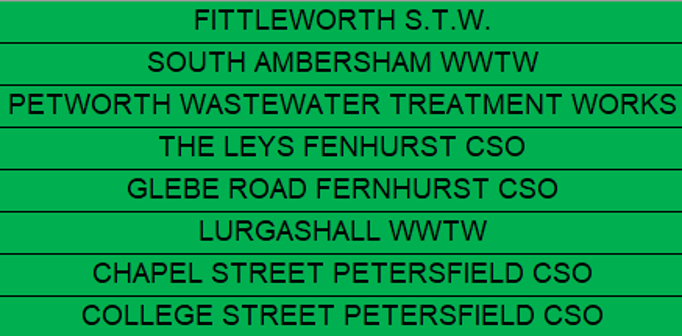 FITTLEWORTH S.T.W.
SOUTH AMBERSHAM WWTW
PETWORTH WASTEWATER TREATMENT WORKS
THE LEYS FENHURST CSO
GLEBE ROAD FERNHURST CSO
LURGASHALL WWTW
CHAPEL STREET PETERSFIELD CSO
COLLEGE STREET PETERSFIELD CSO